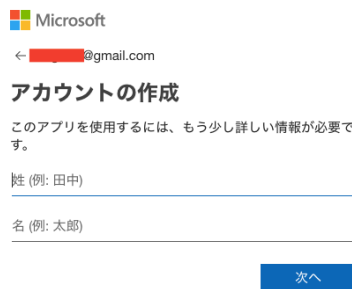 Microsoft
← @gmail.com
アカウントの作成
このアプリを使用するには、もう少し詳しい情報が必要で
す。
姓 (例: 田中)
名 (例: 太郎)
次へ